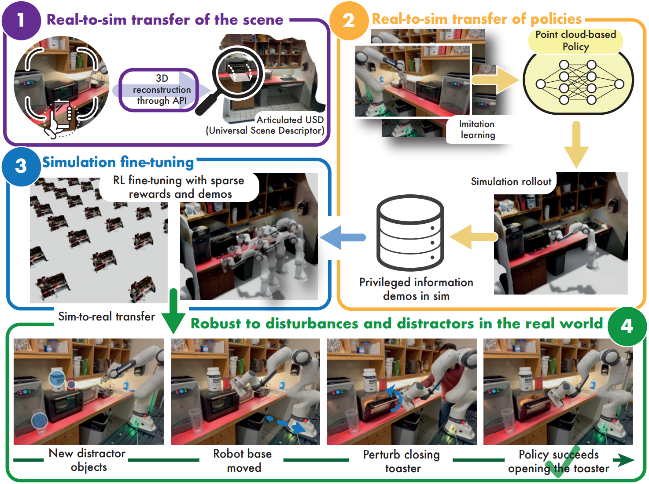 1 Real-to-sim transfer of the scene
3D
reconstruction
through API
Articulated USD
(Universal Scene Descriptor)
2 Real-to-sim transfer of policies
Imitation
learning
Point cloud-based
Policy
Simulation rollout
Privileged information
demos in sim
3 Simulation fine-tuning
RL fine-tuning with sparse
rewards and demos
Sim-to-real transfer
Robust to disturbances and distractors in the real world 4
New distractor
objects
Robot base
moved
Perturb closing
toaster
Policy succeeds
opening the toaster